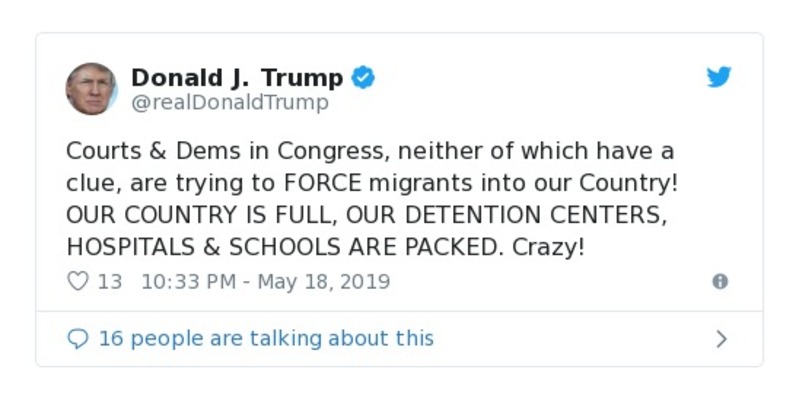 Donald J. Trump
@realDonaldTrump
Courts & Dems in Congress, neither of which have a
clue, are trying to FORCE migrants into our Country!
OUR COUNTRY IS FULL, OUR DETENTION CENTERS,
HOSPITALS & SCHOOLS ARE PACKED. Crazy!
13 10:33 PM - May 18, 2019
16 people are talking about this